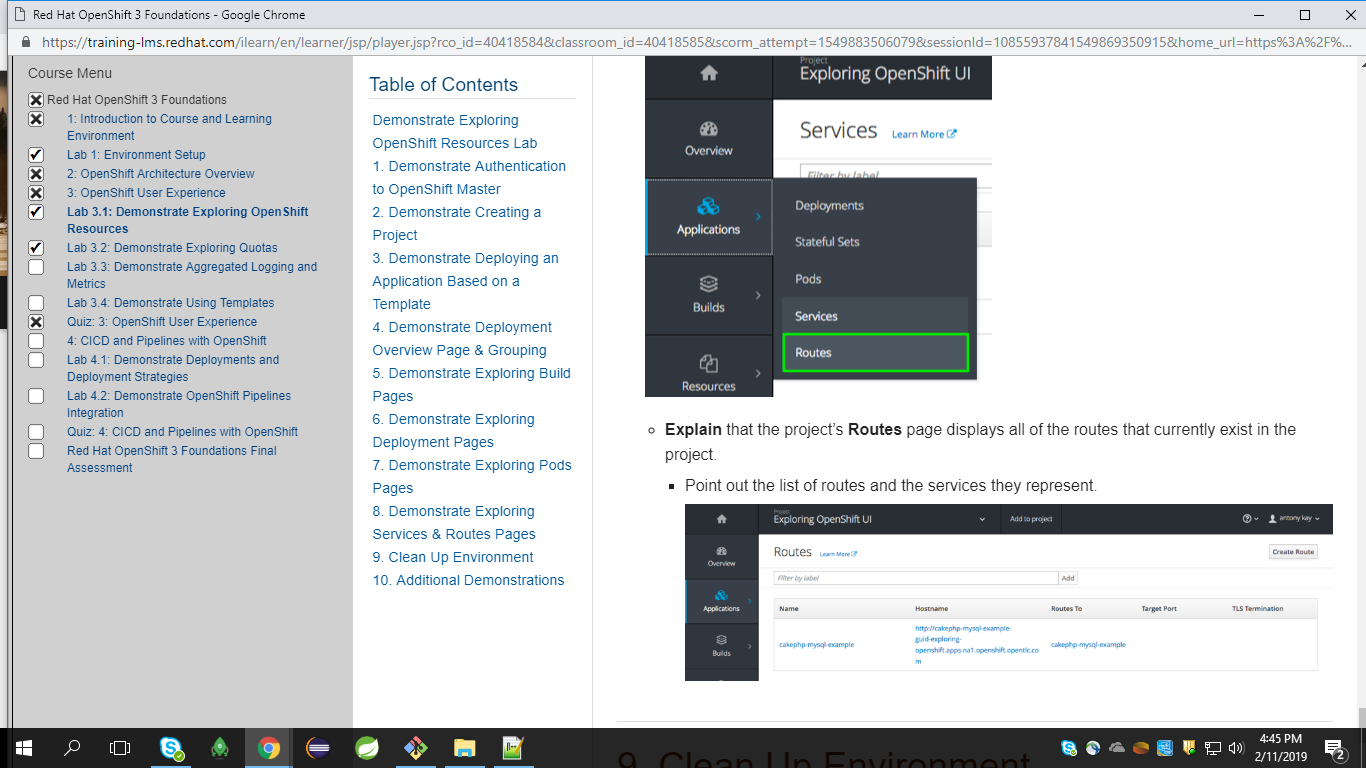 Red Hat OpenShift 3 Foundations - Google Chrome
https://training-lms.redhat.com/ilearn/en/learner/jsp/player.jsp?rco_id=40418584&classroom_id=40418585&scorm_attempt=1549883506079&sessionId=10855937841549869350915&home_url=https%3A%2F%...
Course Menu
Red Hat OpenShift 3 Foundations
1: Introduction to Course and Learning
Environment
Lab 1: Environment Setup
2: OpenShift Architecture Overview
3: OpenShift User Experience
Lab 3.1: Demonstrate Exploring OpenShift
Resources
Lab 3.2: Demonstrate Exploring Quotas
Lab 3.3: Demonstrate Aggregated Logging and
Metrics
Lab 3.4: Demonstrate Using Templates
Quiz: 3: OpenShift User Experience
4: CICD and Pipelines with OpenShift
Lab 4.1: Demonstrate Deployments and
Deployment Strategies
Lab 4.2: Demonstrate OpenShift Pipelines
Integration
Quiz: 4: CICD and Pipelines with OpenShift
Red Hat OpenShift 3 Foundations Final
Assessment
Table of Contents
Demonstrate Exploring
OpenShift Resources Lab
1. Demonstrate Authentication
to OpenShift Master
2. Demonstrate Creating a
Project
3. Demonstrate Deploying an
Application Based on a
Template
4. Demonstrate Deployment
Overview Page & Grouping
5. Demonstrate Exploring Build
Pages
6. Demonstrate Exploring
Deployment Pages
7. Demonstrate Exploring Pods
Pages
8. Demonstrate Exploring
Services & Routes Pages
9. Clean Up Environment
10. Additional Demonstrations
Project
Exploring OpenShift UI
Services Learn More
Filter by label
Overview
Applications
Builds
Resources
Deployments
Stateful Sets
Pods
Services
Routes
Explain that the project's Routes page displays all of the routes that currently exist in the
project.
Point out the list of routes and the services they represent.
Project
Exploring OpenShift UI Add to project antony kay
Overview
Applications
Builds
Routes Learn More Create Route
Filter by label Add
Name Hostname Routes To Target Port TLS Termination
cakephp-mysql-example http://cakephp-mysql-example-
guid-exploring-
openshift.apps.na1.openshift.opentlc.co
m cakephp-mysql-example
9. Clean Up Environment
4:45 PM
2/11/2019
2